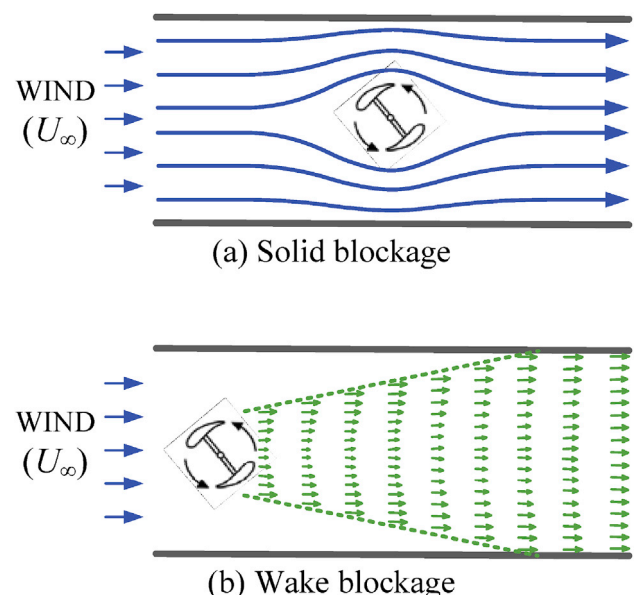 WIND
(U∞)
(a) Solid blockage
WIND
(U∞)
(b) Wake blockage